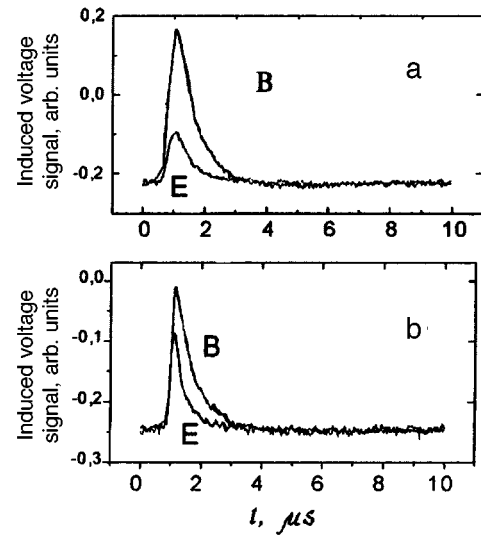 Induced voltage
signal, arb. units
0,2
0,0
-0,2
B
a
E
0 2 4 6 8 10
Induced voltage
signal, arb. units
0,0
-0,1
-0,2
-0,3
B
b
E
0 2 4 6 8 10
t, μs